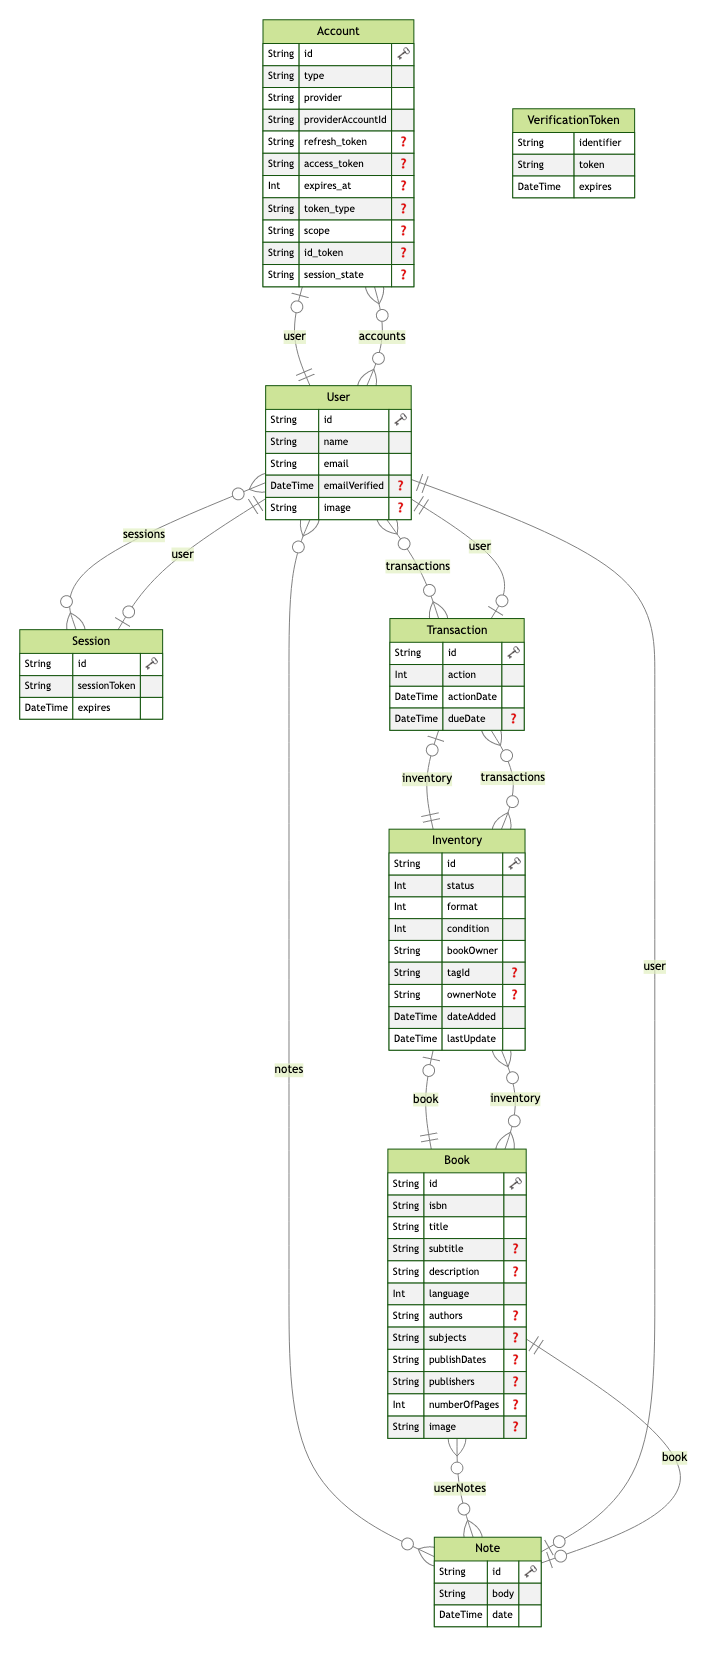 Account
String id
String type
String provider
String providerAccountId
String refresh_token ?
String access_token ?
Int expires_at ?
String token_type ?
String scope ?
String id_token ?
String session_state ?
VerificationToken
String identifier
String token
DateTime expires
user
accounts
User
String id
String name
String email
DateTime emailVerified ?
String image ?
sessions
user
transactions
user
Session
String id
String sessionToken
DateTime expires
Transaction
String id
Int action
DateTime actionDate
DateTime dueDate ?
inventory
transactions
Inventory
String id
Int status
Int format
Int condition
String bookOwner
String tagId ?
String ownerNote ?
DateTime dateAdded
DateTime lastUpdate
user
notes
book
inventory
Book
String id
String isbn
String title
String subtitle ?
String description ?
Int language
String authors ?
String subjects ?
String publishDates ?
String publishers ?
Int numberOfPages ?
String image ?
book
userNotes
Note
String id
String body
DateTime date